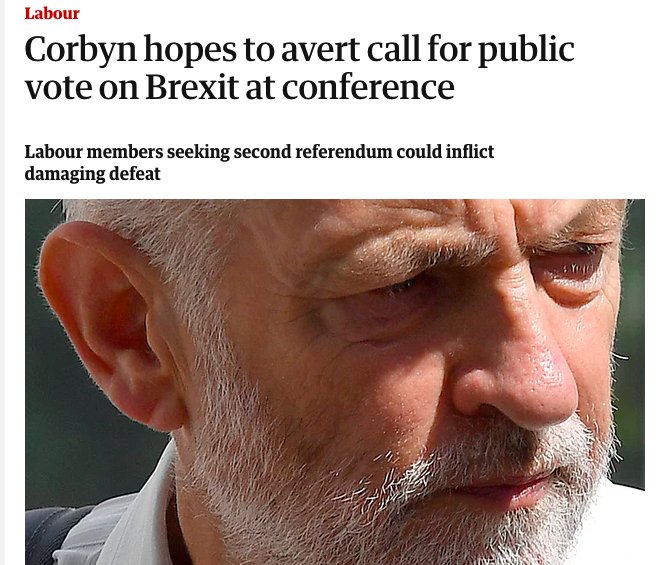 Labour
Corbyn hopes to avert call for public
vote on Brexit at conference
Labour members seeking second referendum could inflict
damaging defeat